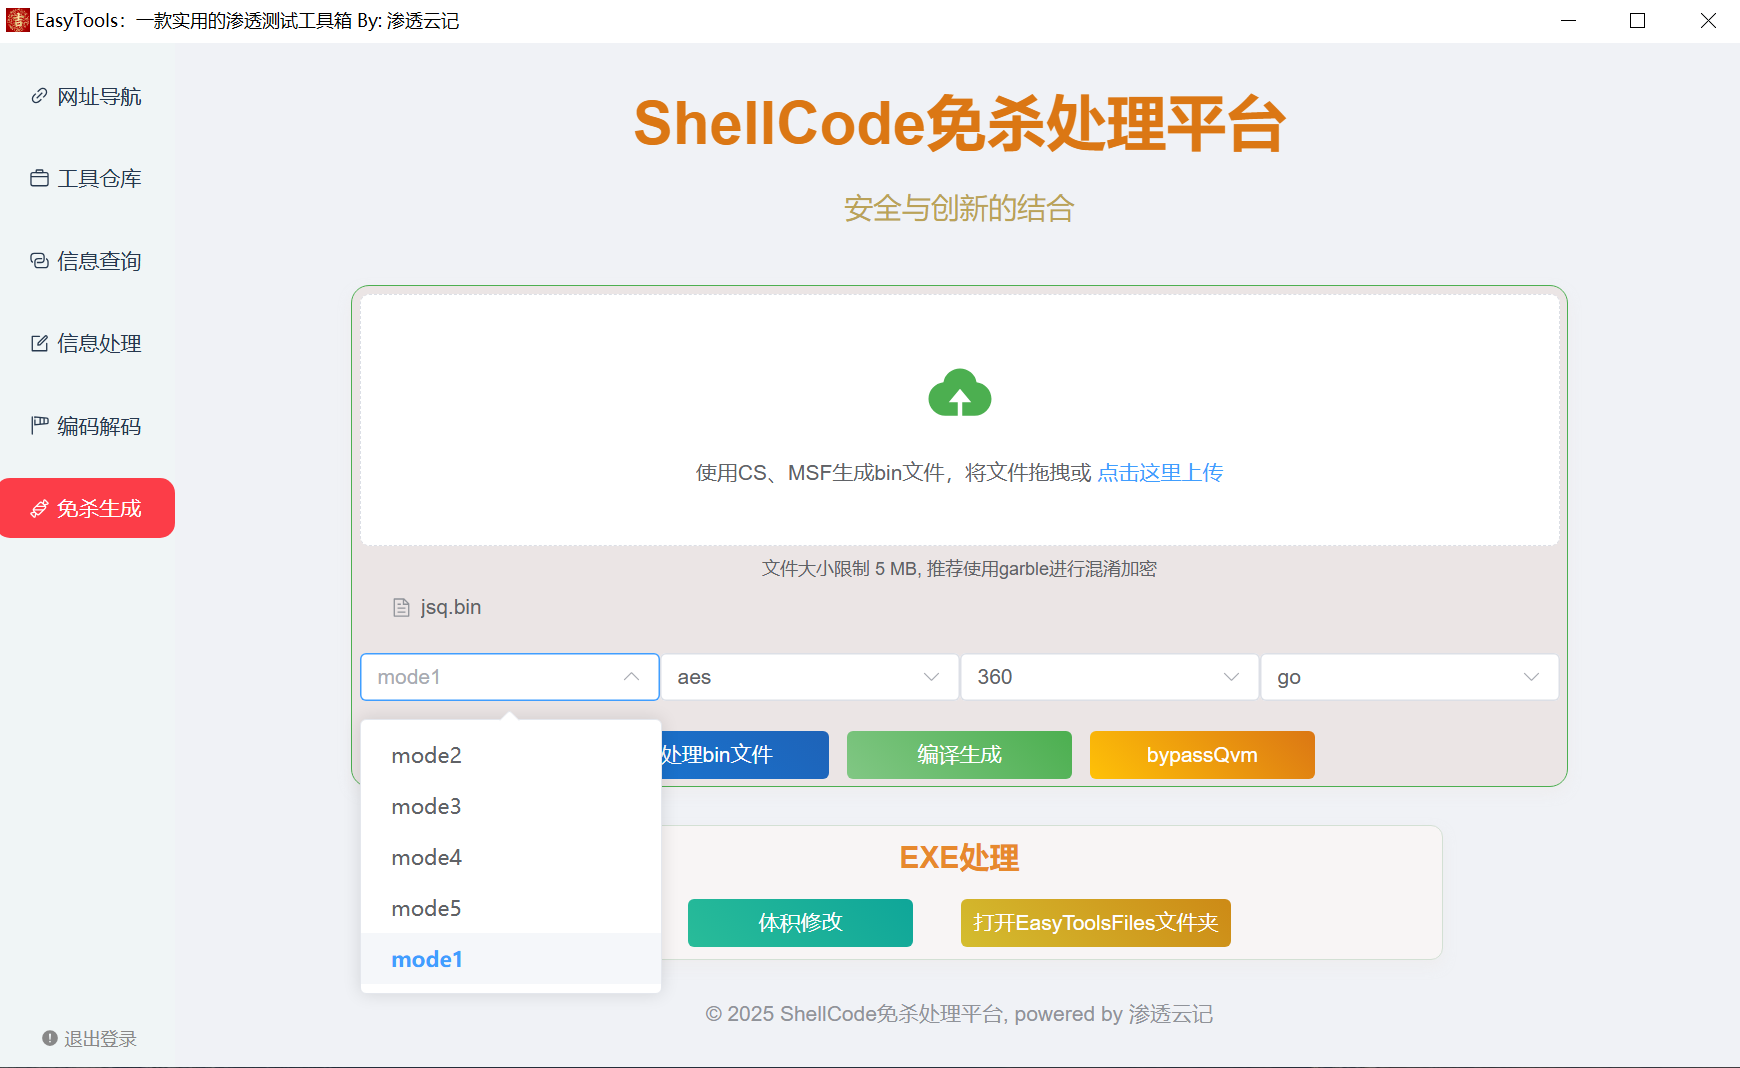 EasyTools：一款实用的渗透测试工具箱 By: 渗透云记
网址导航
工具仓库
信息查询
信息处理
编码解码
免杀生成
退出登录
ShellCode免杀处理平台
安全与创新的结合
使用CS、MSF生成bin文件，将文件拖拽或 点击这里上传
文件大小限制 5 MB, 推荐使用garble进行混淆加密
jsq.bin
mode1
aes
360
go
mode2
mode3
mode4
mode5
mode1
处理bin文件
编译生成
bypassQvm
EXE处理
体积修改
打开EasyToolsFiles文件夹
© 2025 ShellCode免杀处理平台, powered by 渗透云记